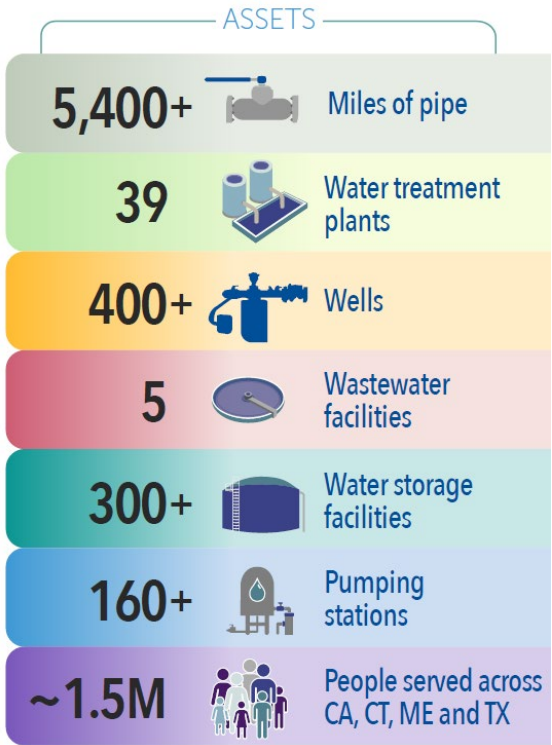 ASSETS
5,400+ Miles of pipe
39 Water treatment
plants
400+ Wells
5 Wastewater
facilities
300+ Water storage
facilities
160+ Pumping
stations
~1.5M People served across
CA, CT, ME and TX